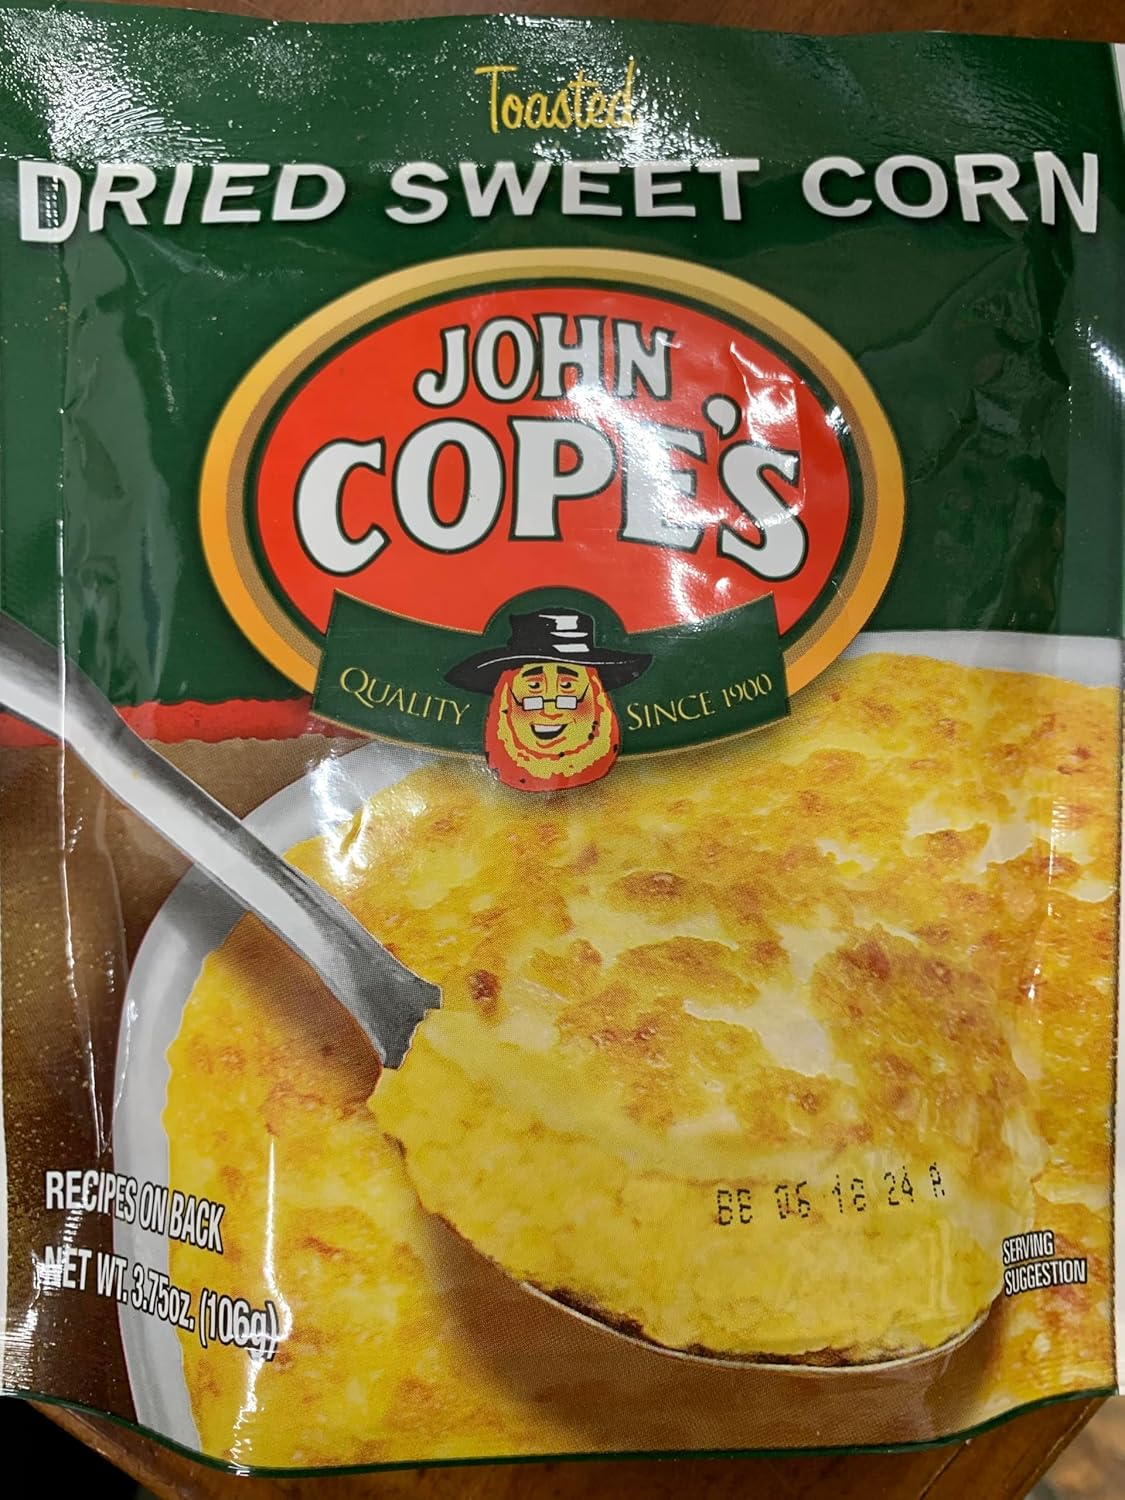 Toasted
DRIED SWEET CORN
JOHN
COPE'S
QUALITY SINCE 1900
BB 06 18 24 A
RECIPES ON BACK
NET WT. 3.75oz. (106g)
SERVING
SUGGESTION